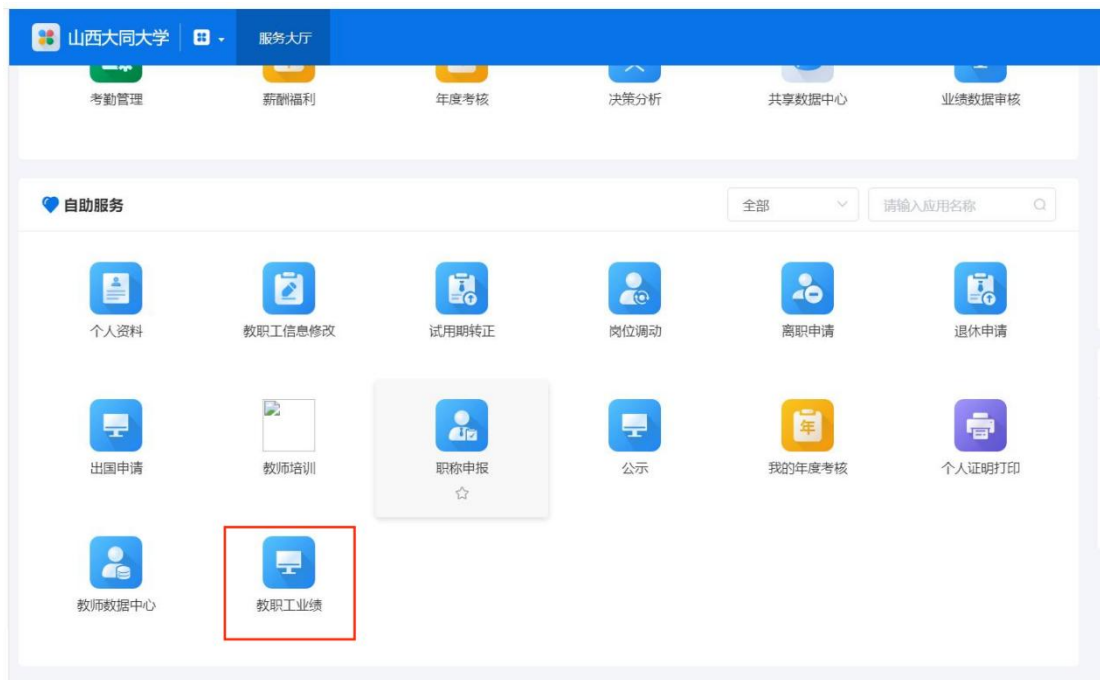 山西大同大学 服务大厅
考勤管理 薪酬福利 年度考核 决策分析 共享数据中心 业绩数据审核
自助服务 全部 请输入应用名称
个人资料 教职工信息修改 试用期转正 岗位调动 离职申请 退休申请
年
出国申请 教师培训 职称申报 公示 我的年度考核 个人证明打印
教师数据中心 教职工业绩